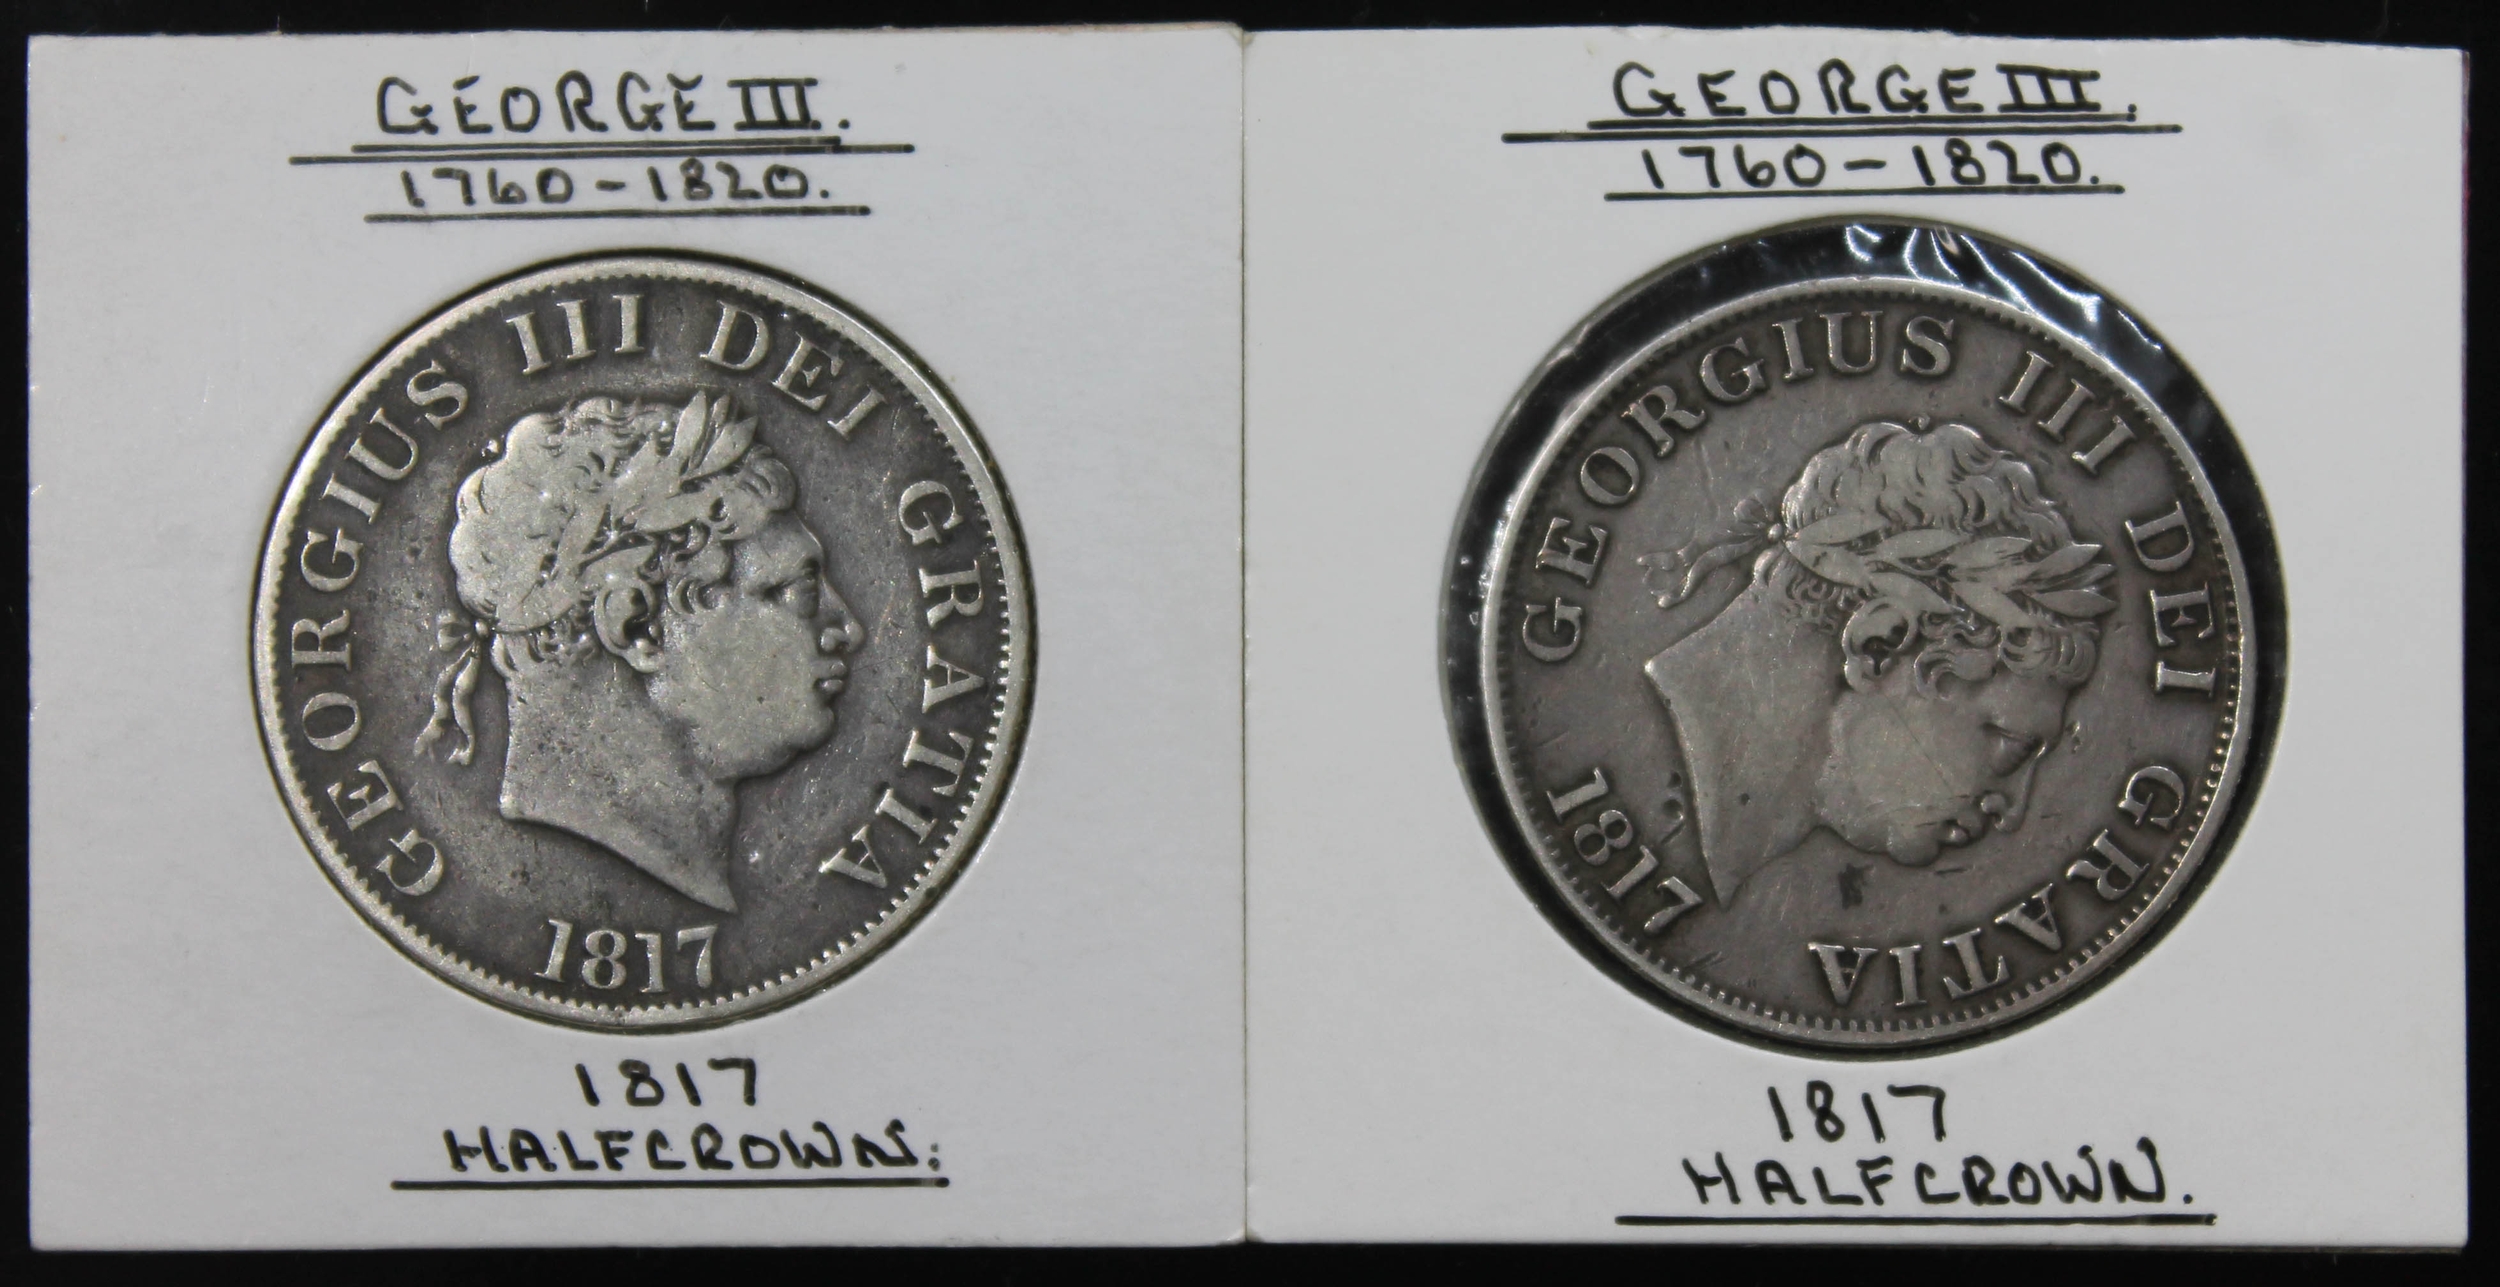 GEORGE III.
1760-1820.
GEORGIUS III DEI GRATIA
1817
1817
HALFCROWN.
GEORGE III.
1760-1820.
GEORGIUS III DEI GRATIA
1817
1817
HALFCROWN.